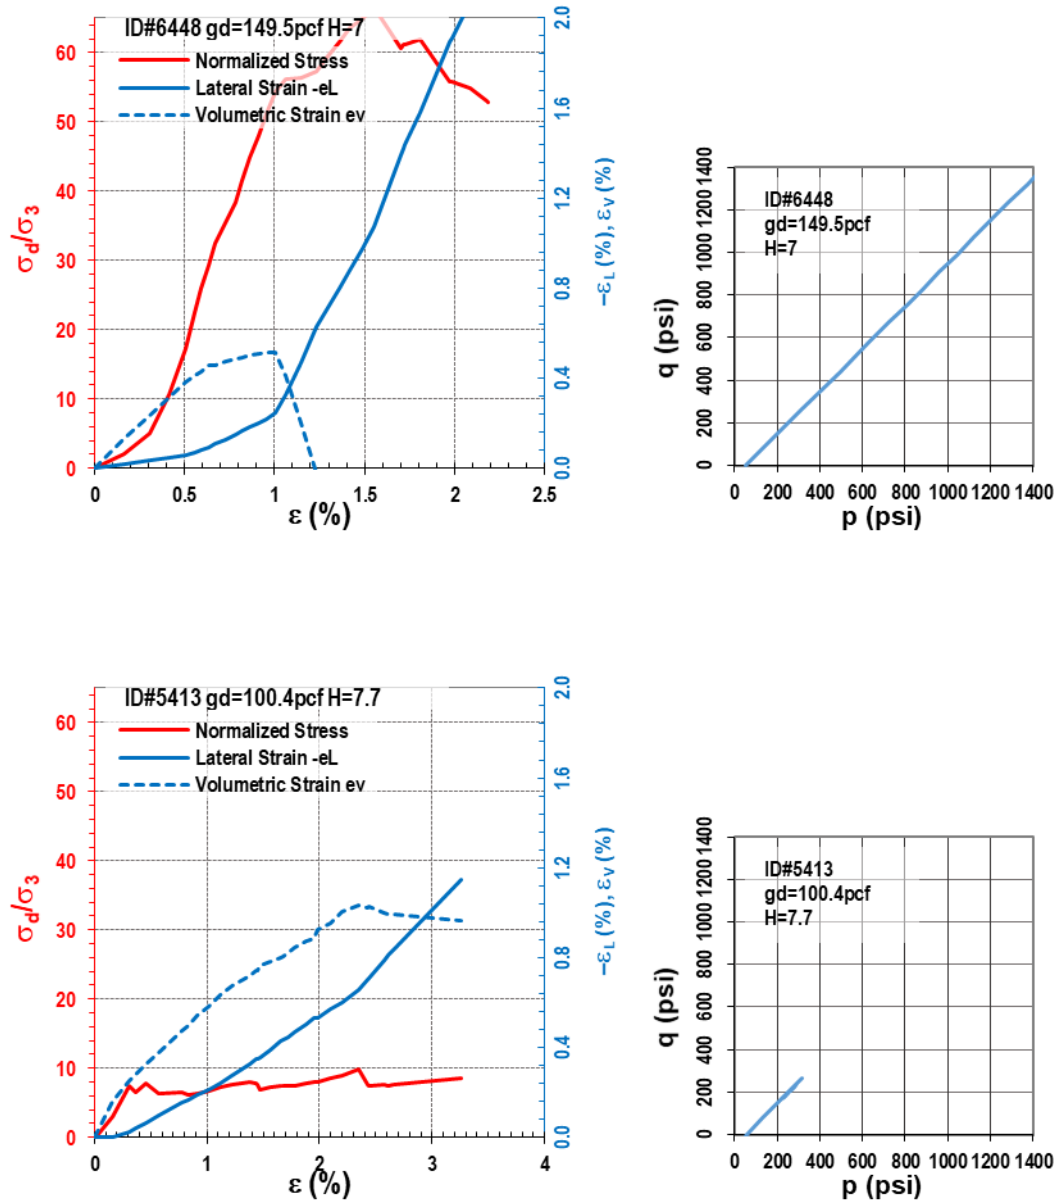 ID#6448 gd=149.5pcf H=7
Normalized Stress
Lateral Strain -eL
Volumetric Strain ev
σd/σ3
60
50
40
30
20
10
0
0 0.5 1 1.5 2 2.5
ε (%)
2.0
1.6
1.2
0.8
0.4
0.0
−εL (%), εV (%)
ID#6448
gd=149.5pcf
H=7
q (psi)
1400
1200
1000
800
600
400
200
0
0 200 400 600 800 1000 1200 1400
p (psi)
ID#5413 gd=100.4pcf H=7.7
Normalized Stress
Lateral Strain -eL
Volumetric Strain ev
σd/σ3
60
50
40
30
20
10
0
0 1 2 3 4
ε (%)
2.0
1.6
1.2
0.8
0.4
0.0
−εL (%), εV (%)
ID#5413
gd=100.4pcf
H=7.7
q (psi)
1400
1200
1000
800
600
400
200
0
0 200 400 600 800 1000 1200 1400
p (psi)